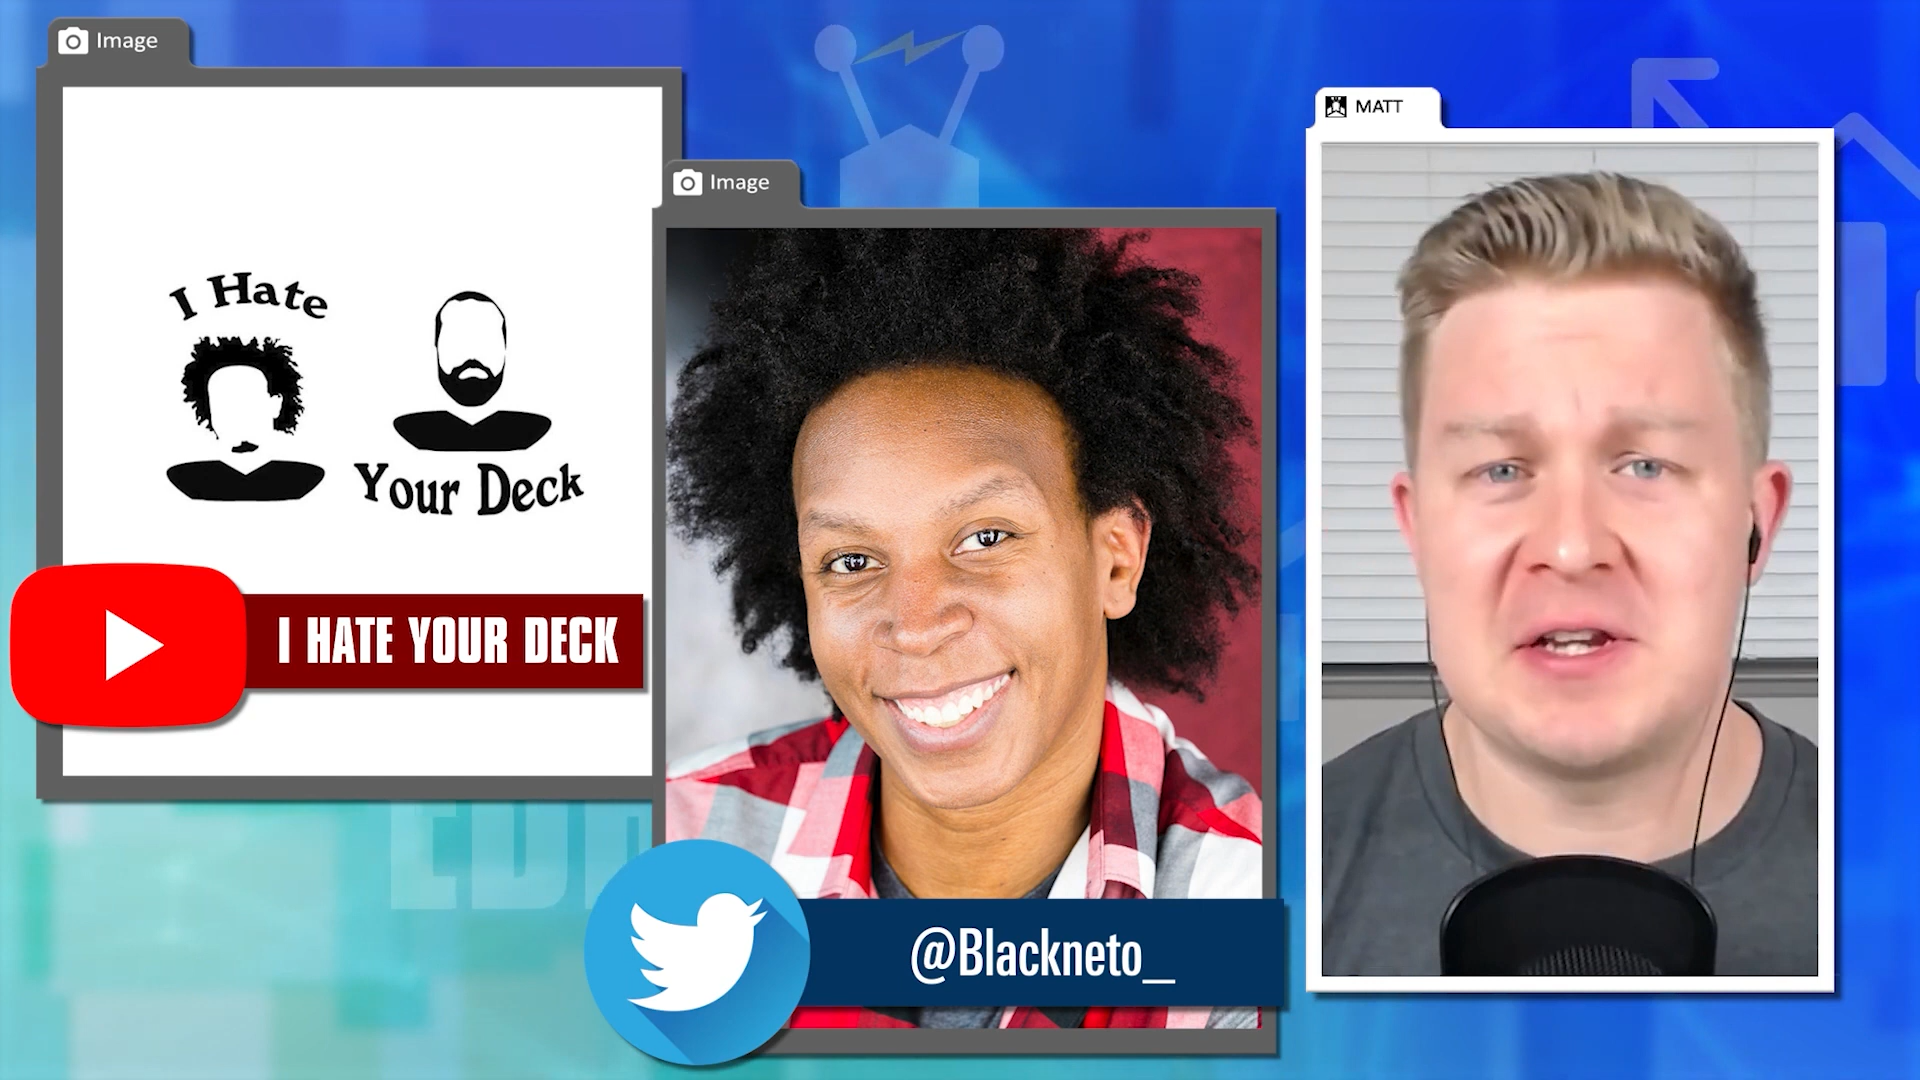 Image
I Hate
Your Deck
I HATE YOUR DECK
Image
@Blackneto_
MATT